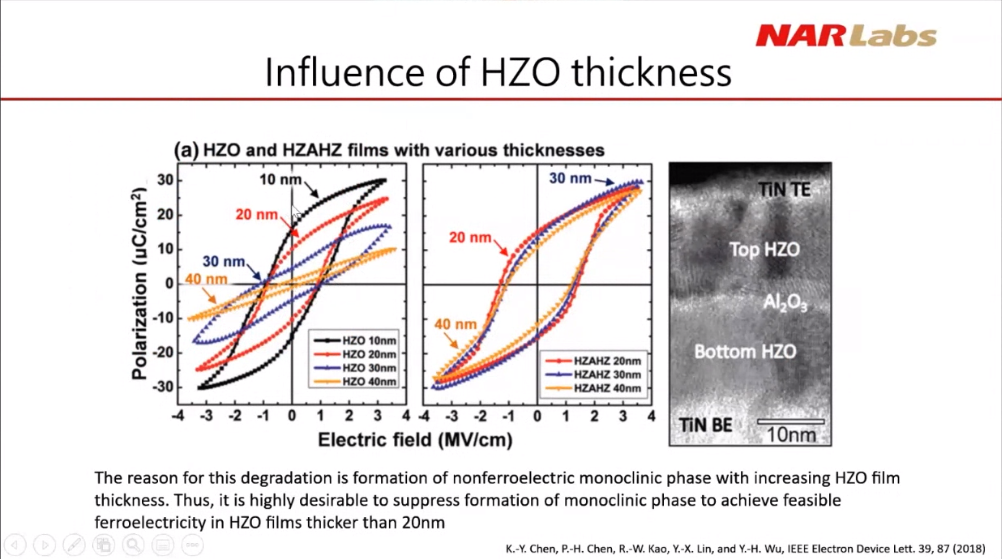 NARLabs
Influence of HZO thickness
(a) HZO and HZAHZ films with various thicknesses
Polarization (uC/cm²)
30
20
10
0
-10
-20
-30
10 nm
20 nm
30 nm
40 nm
HZO 10nm
HZO 20nm
HZO 30nm
HZO 40nm
-4 -3 -2 -1 0 1 2 3 4
30 nm
20 nm
40 nm
HZAHZ 20nm
HZAHZ 30nm
HZAHZ 40nm
-4 -3 -2 -1 0 1 2 3 4
Electric field (MV/cm)
TiN TE
Top HZO
Al₂O₃
Bottom HZO
TiN BE
10nm
The reason for this degradation is formation of nonferroelectric monoclinic phase with increasing HZO film
thickness. Thus, it is highly desirable to suppress formation of monoclinic phase to achieve feasible
ferroelectricity in HZO films thicker than 20nm
K.-Y. Chen, P.-H. Chen, R.-W. Kao, Y.-X. Lin, and Y.-H. Wu, IEEE Electron Device Lett. 39, 87 (2018)